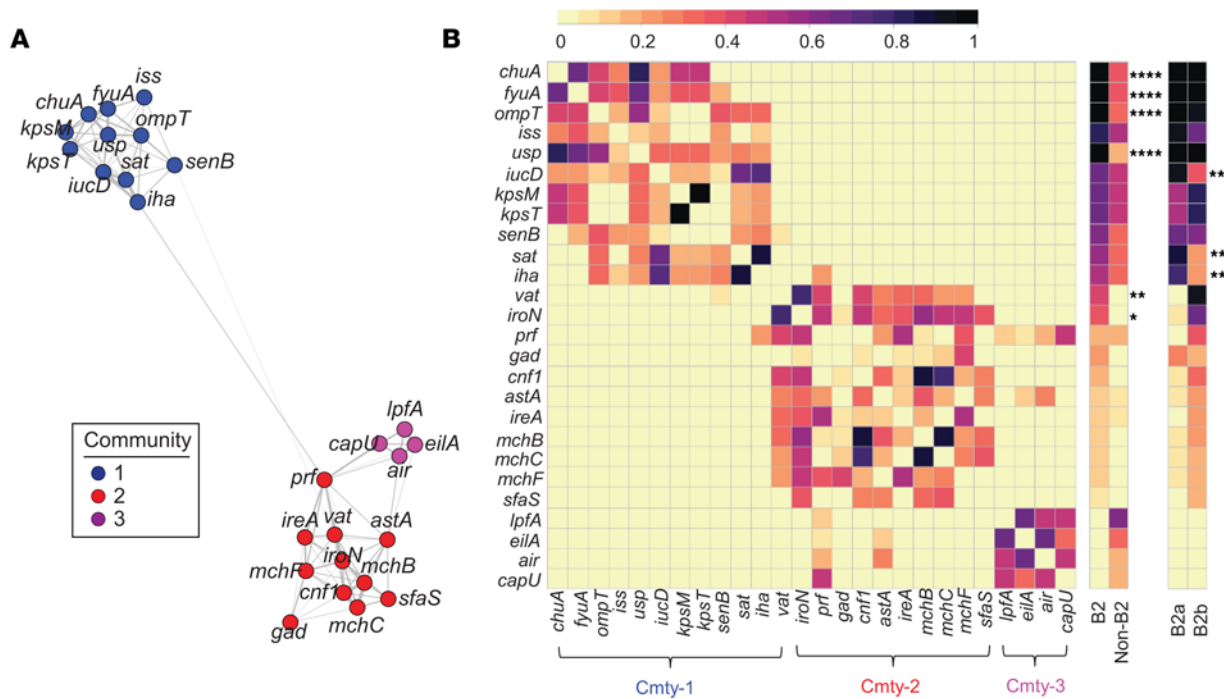 A
iss
fyuA
chuA
ompT
kpsM
usp
kpsT
sat
senB
iucD
iha
lpfA
capU
eilA
air
prf
ireA
vat
astA
iroN
mchB
mchF
cnf1
sfaS
mchC
gad
Community
1
2
3
B
0 0.2 0.4 0.6 0.8 1
chuA ****
fyuA ****
ompT ****
iss
usp ****
iucD **
kpsM
kpsT
senB
sat **
iha **
vat **
iroN *
prf
gad
cnf1
astA
ireA
mchB
mchC
mchF
sfaS
lpfA
eilA
air
capU
chuA fyuA ompT iss usp iucD kpsM kpsT senB sat iha vat iroN prf gad cnf1 astA ireA mchB mchC mchF sfaS lpfA eilA air capU B2 Non-B2 B2a B2b
Cmty-1 Cmty-2 Cmty-3